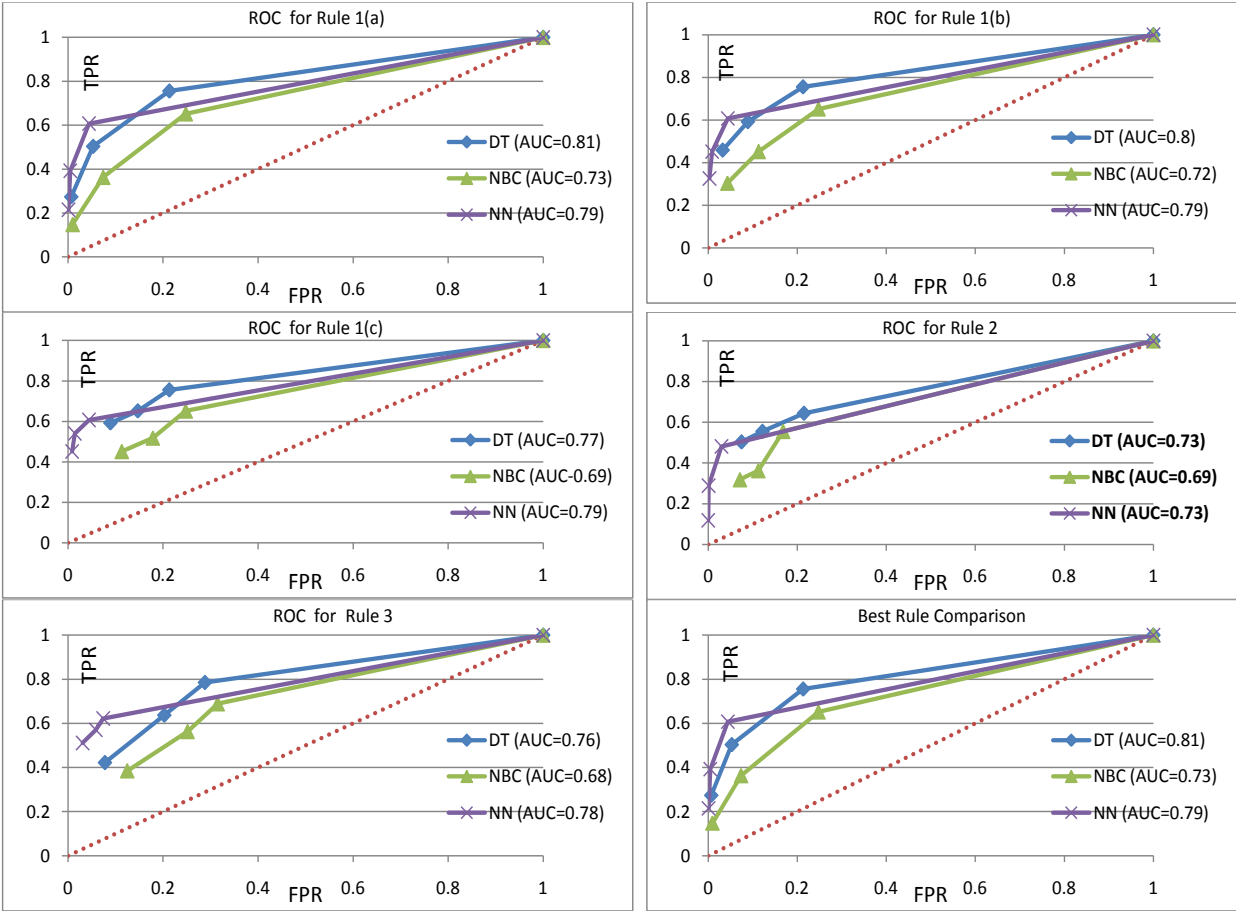 ROC for Rule 1(a)
1
0.8
0.6
0.4
0.2
0
TPR
DT (AUC=0.81)
NBC (AUC=0.73)
NN (AUC=0.79)
0 0.2 0.4 0.6 0.8 1
FPR
ROC for Rule 1(b)
1
0.8
0.6
0.4
0.2
0
TPR
DT (AUC=0.8)
NBC (AUC=0.72)
NN (AUC=0.79)
0 0.2 0.4 0.6 0.8 1
FPR
ROC for Rule 1(c)
1
0.8
0.6
0.4
0.2
0
TPR
DT (AUC=0.77)
NBC (AUC-0.69)
NN (AUC=0.79)
0 0.2 0.4 0.6 0.8 1
FPR
ROC for Rule 2
1
0.8
0.6
0.4
0.2
0
TPR
DT (AUC=0.73)
NBC (AUC=0.69)
NN (AUC=0.73)
0 0.2 0.4 0.6 0.8 1
FPR
ROC for Rule 3
1
0.8
0.6
0.4
0.2
0
TPR
DT (AUC=0.76)
NBC (AUC=0.68)
NN (AUC=0.78)
0 0.2 0.4 0.6 0.8 1
FPR
Best Rule Comparison
1
0.8
0.6
0.4
0.2
0
TPR
DT (AUC=0.81)
NBC (AUC=0.73)
NN (AUC=0.79)
0 0.2 0.4 0.6 0.8 1
FPR